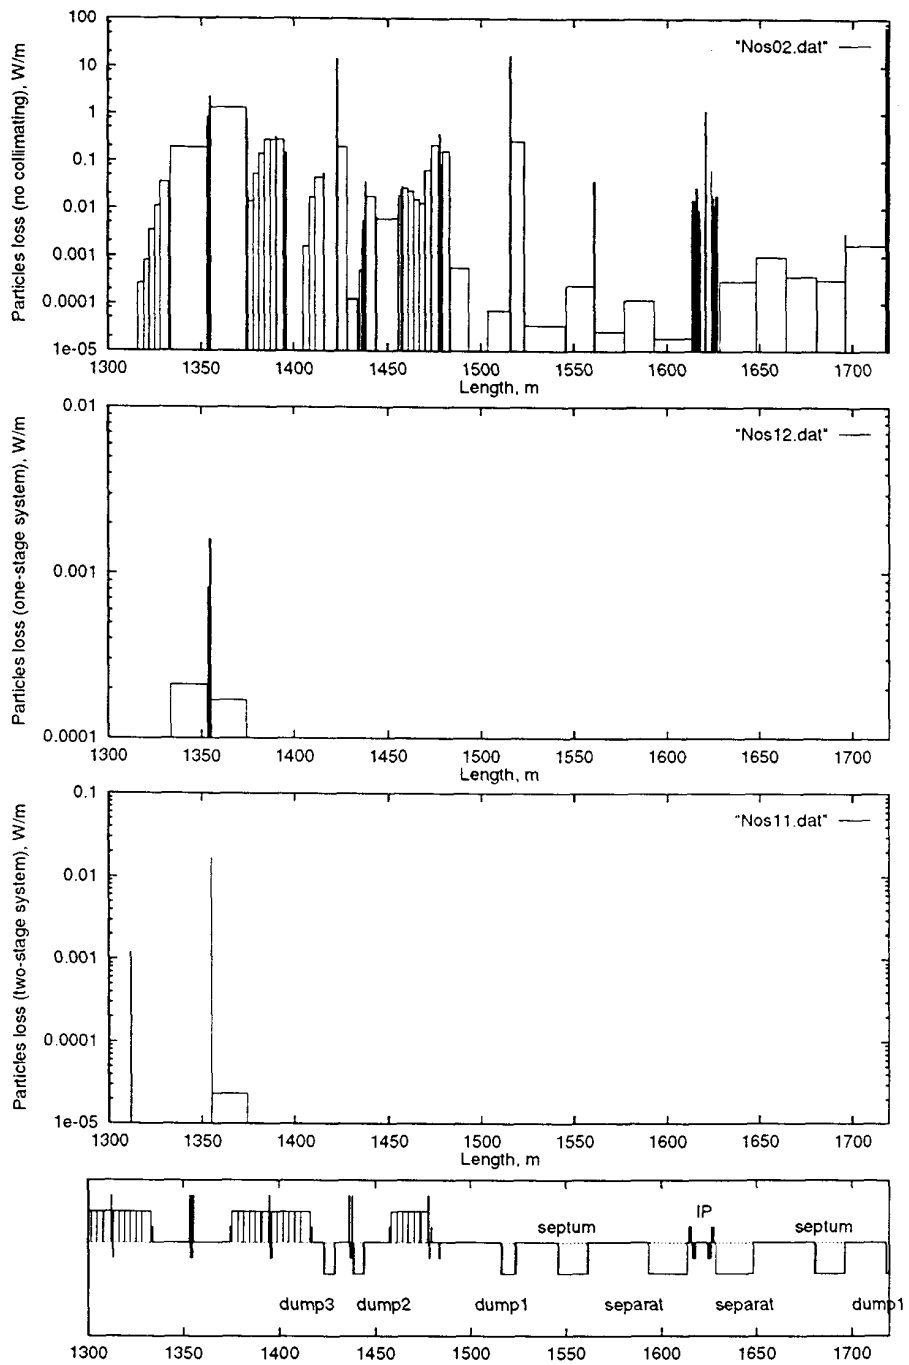 Particles loss (no collimating), W/m
100
10
1
0.1
0.01
0.001
0.0001
1e-05
"Nos02.dat"
1300 1350 1400 1450 1500 1550 1600 1650 1700
Length, m
Particles loss (one-stage system), W/m
0.01
0.001
0.0001
"Nos12.dat"
1300 1350 1400 1450 1500 1550 1600 1650 1700
Length, m
Particles loss (two-stage system), W/m
0.1
0.01
0.001
0.0001
1e-05
"Nos11.dat"
1300 1350 1400 1450 1500 1550 1600 1650 1700
Length, m
IP
septum septum
dump3 dump2 dump1 separat separat dump1
1300 1350 1400 1450 1500 1550 1600 1650 1700